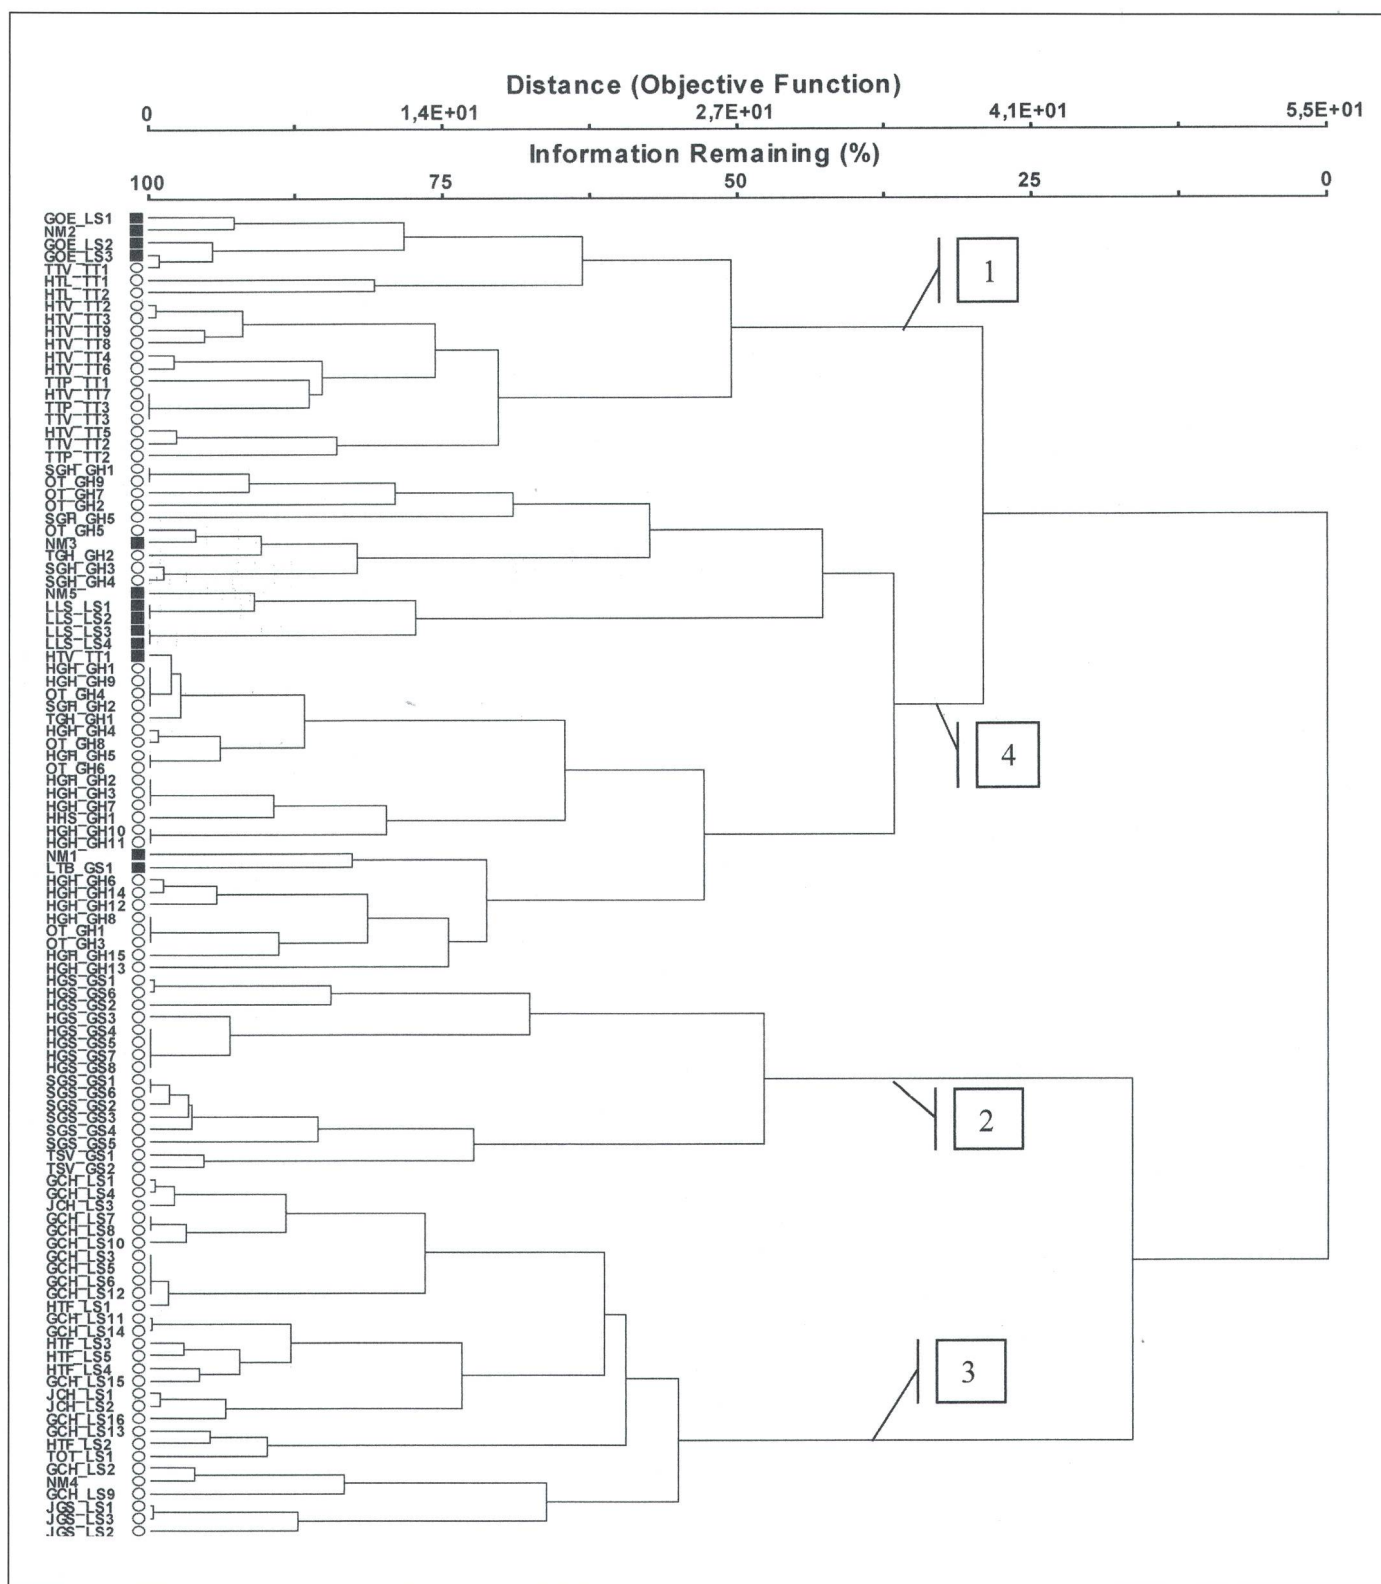 Distance (Objective Function)
0 1,4E+01 2,7E+01 4,1E+01 5,5E+01
Information Remaining (%)
100 75 50 25 0
GOE_LS1
NM2
GOE_LS2
GOE_LS3
TTV_TT1
HTL_TT1
HTL_TT2
HTV_TT2
HTV_TT3
HTV_TT9
HTV_TT8
HTV_TT4
HTV_TT6
TTP_TT1
HTV_TT7
TTP_TT3
TTV_TT3
HTV_TT5
TTV_TT2
TTP_TT2
SGH_GH1
OT_GH9
OT_GH7
OT_GH2
SGH_GH5
OT_GH5
NM3
TGH_GH2
SGH_GH3
SGH_GH4
NM5
LLS_LS1
LLS_LS2
LLS_LS3
LLS_LS4
HTV_TT1
HGH_GH1
HGH_GH9
OT_GH4
SGH_GH2
TGH_GH1
HGH_GH4
OT_GH8
HGH_GH5
OT_GH6
HGH_GH2
HGH_GH3
HGH_GH7
HHS_GH1
HGH_GH10
HGH_GH11
NM1
LTB_GS1
HGH_GH6
HGH_GH14
HGH_GH12
HGH_GH8
OT_GH1
OT_GH3
HGH_GH15
HGH_GH13
HGS_GS1
HGS_GS6
HGS_GS2
HGS_GS3
HGS_GS4
HGS_GS5
HGS_GS7
HGS_GS8
SGS_GS1
SGS_GS6
SGS_GS2
SGS_GS3
SGS_GS4
SGS_GS5
TSV_GS1
TSV_GS2
GCH_LS1
GCH_LS4
JCH_LS3
GCH_LS7
GCH_LS8
GCH_LS10
GCH_LS3
GCH_LS5
GCH_LS6
GCH_LS12
HTF_LS1
GCH_LS11
GCH_LS14
HTF_LS3
HTF_LS5
HTF_LS4
GCH_LS15
JCH_LS1
JCH_LS2
GCH_LS16
GCH_LS13
HTF_LS2
TOT_LS1
GCH_LS2
NM4
GCH_LS9
JGS_LS1
JGS_LS3
JGS_LS2
1
4
2
3